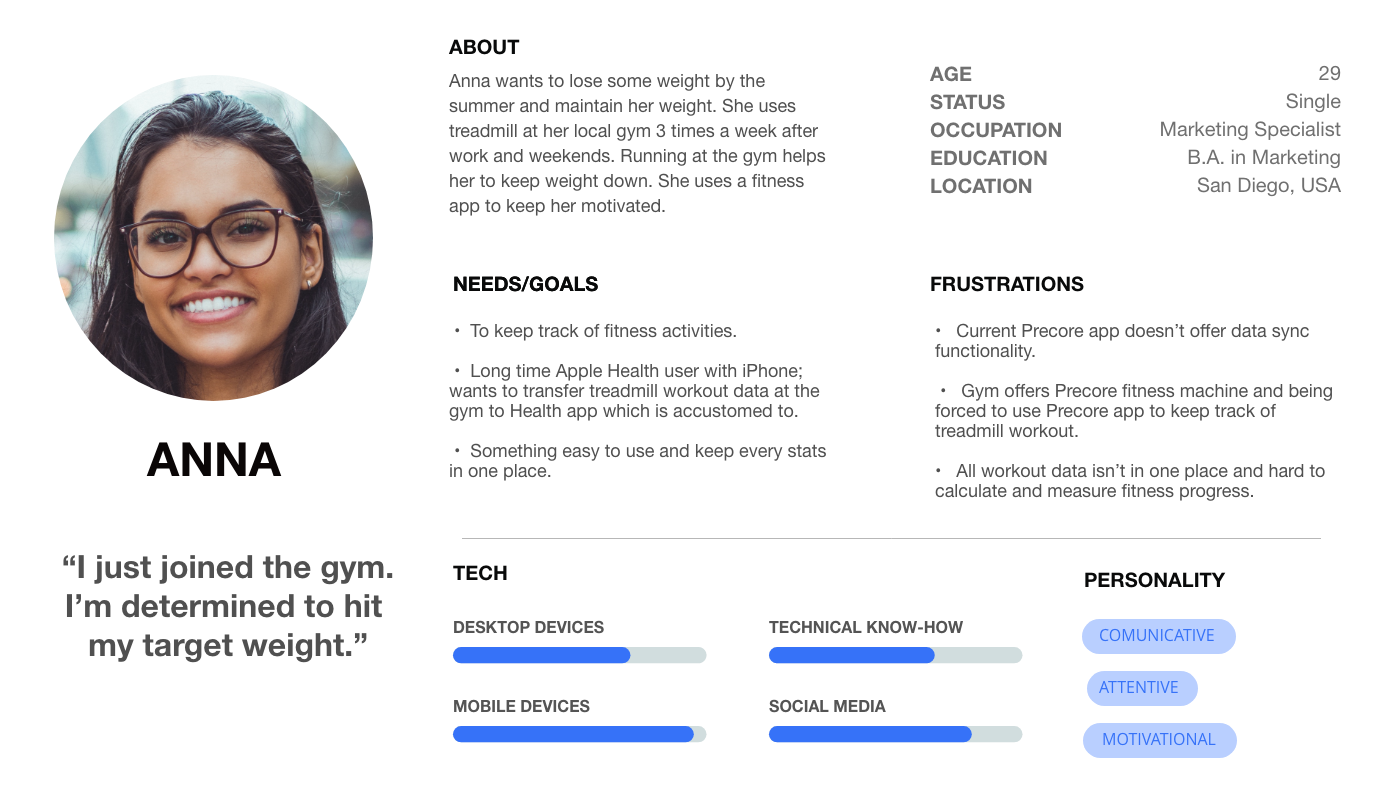 ANNA
“I just joined the gym.
I’m determined to hit
my target weight.”
ABOUT
Anna wants to lose some weight by the
summer and maintain her weight. She uses
treadmill at her local gym 3 times a week after
work and weekends. Running at the gym helps
her to keep weight down. She uses a fitness
app to keep her motivated.
AGE 29
STATUS Single
OCCUPATION Marketing Specialist
EDUCATION B.A. in Marketing
LOCATION San Diego, USA
NEEDS/GOALS
• To keep track of fitness activities.
• Long time Apple Health user with iPhone;
wants to transfer treadmill workout data at the
gym to Health app which is accustomed to.
• Something easy to use and keep every stats
in one place.
FRUSTRATIONS
• Current Precore app doesn’t offer data sync
functionality.
• Gym offers Precore fitness machine and being
forced to use Precore app to keep track of
treadmill workout.
• All workout data isn’t in one place and hard to
calculate and measure fitness progress.
TECH
DESKTOP DEVICES
TECHNICAL KNOW-HOW
MOBILE DEVICES
SOCIAL MEDIA
PERSONALITY
COMUNICATIVE
ATTENTIVE
MOTIVATIONAL